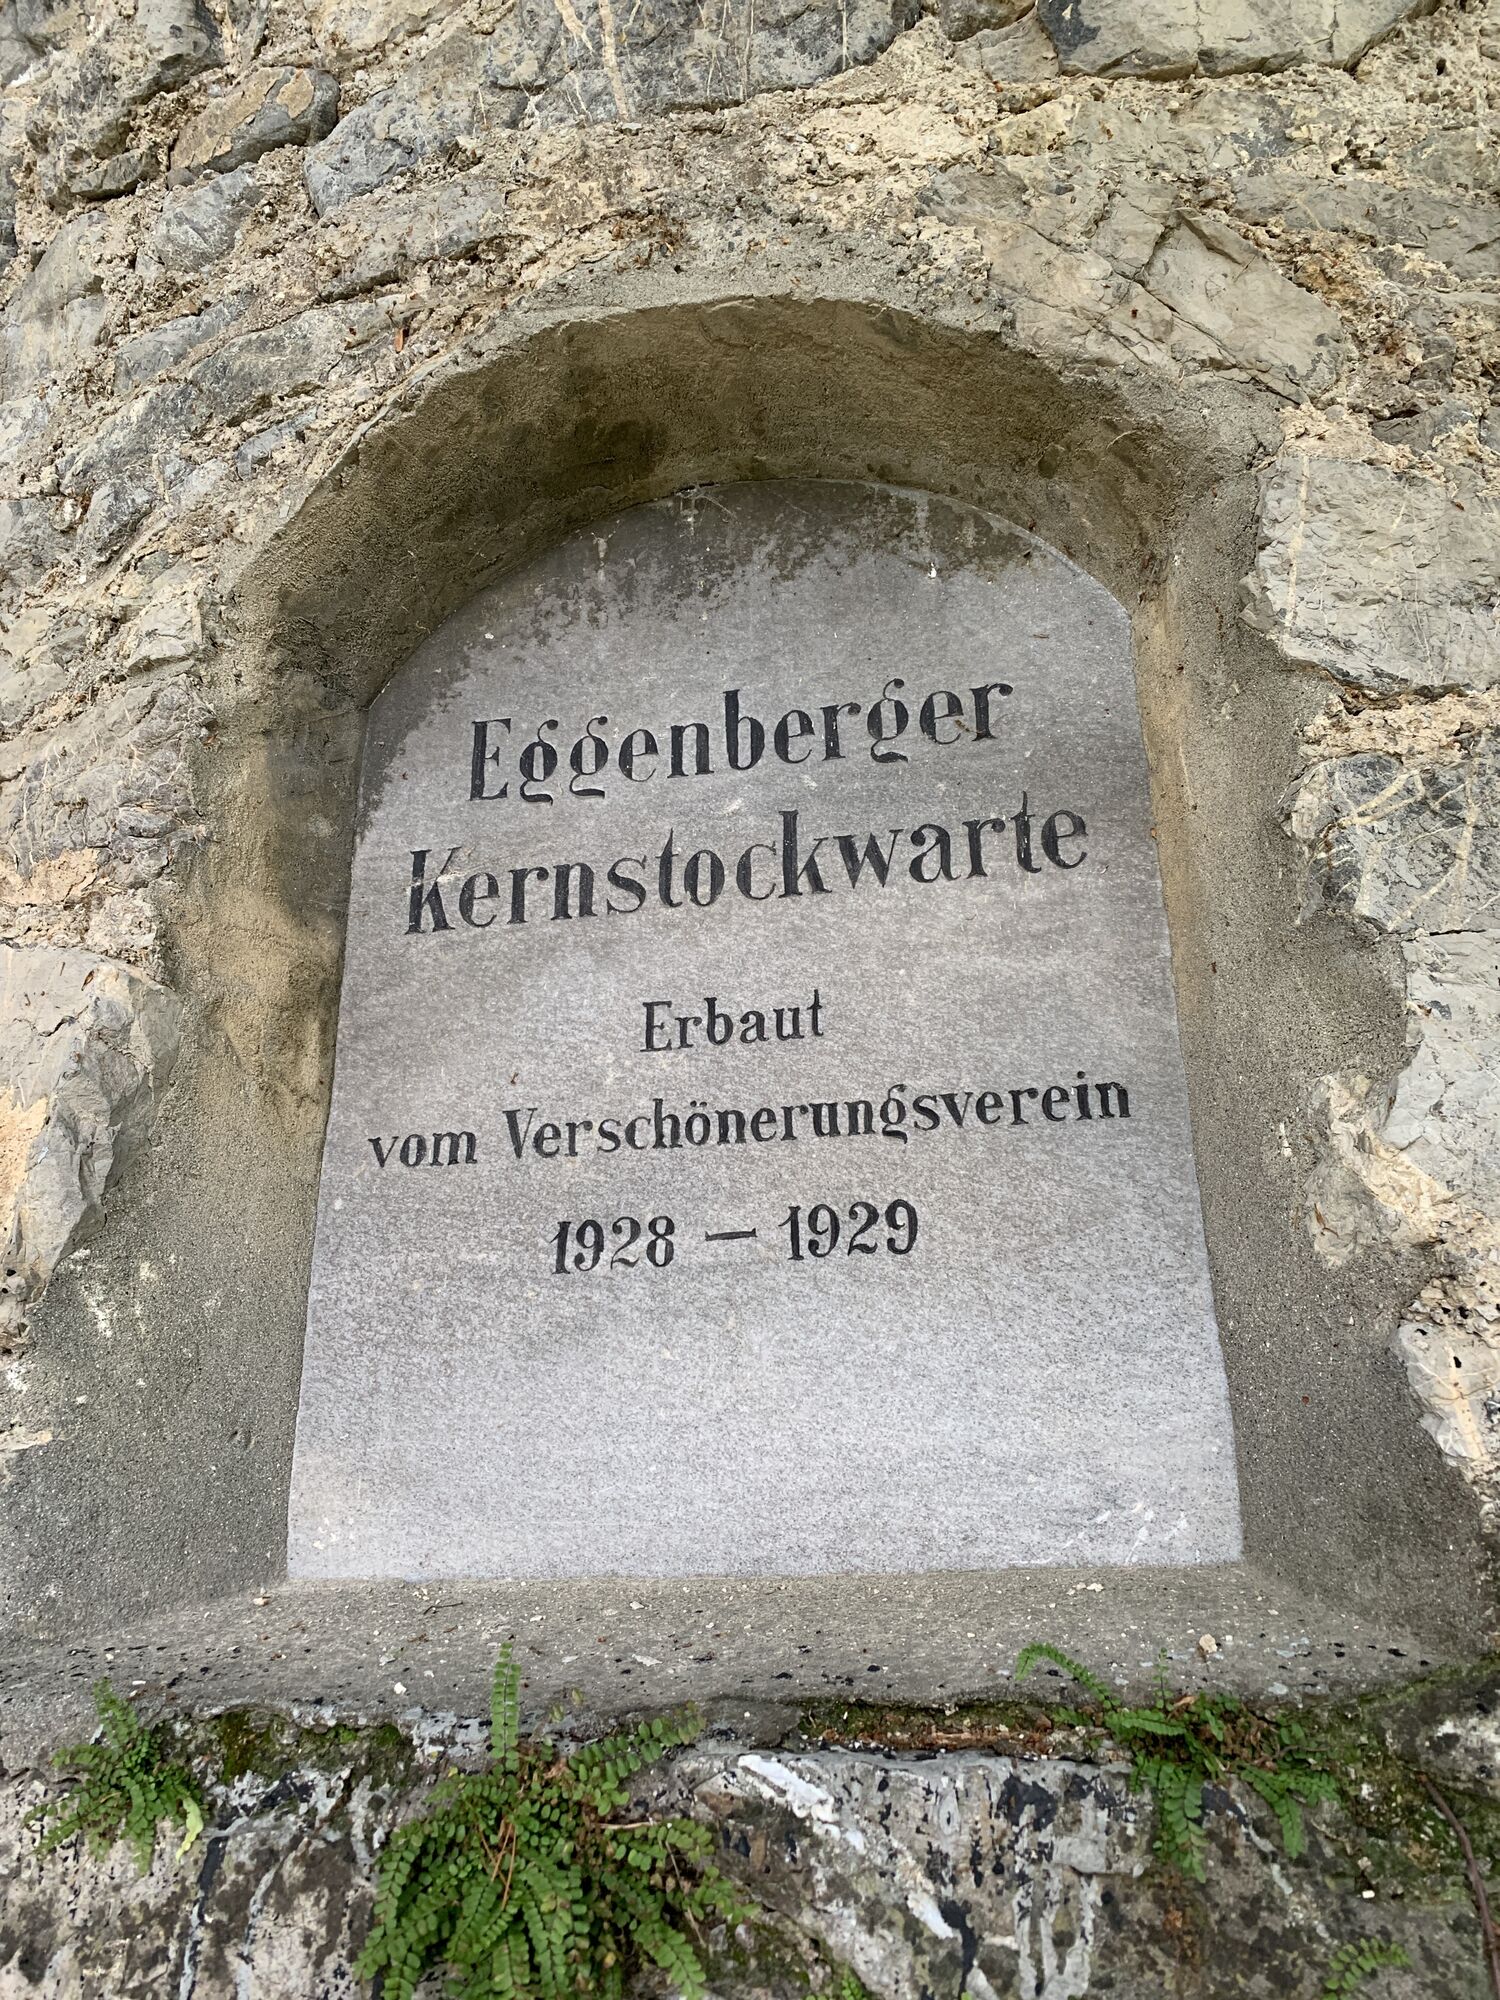 Eggenberger
Kernstockwarte
Erbaut
vom Verschönerungsverein
1928 – 1929